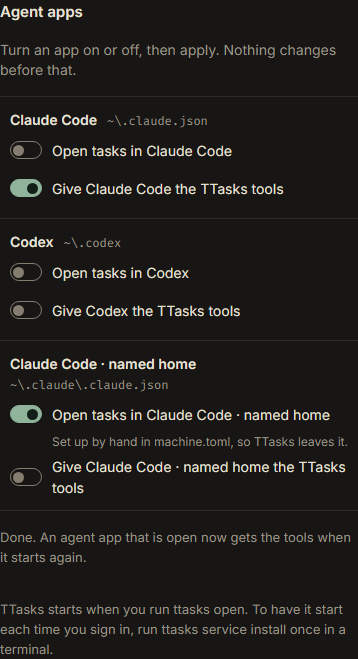 Agent apps
Turn an app on or off, then apply. Nothing changes
before that.
Claude Code ~\.claude.json
Open tasks in Claude Code
Give Claude Code the TTasks tools
Codex ~\.codex
Open tasks in Codex
Give Codex the TTasks tools
Claude Code · named home
~\.claude\.claude.json
Open tasks in Claude Code · named home
Set up by hand in machine.toml, so TTasks leaves it.
Give Claude Code · named home the TTasks
tools
Done. An agent app that is open now gets the tools when
it starts again.
TTasks starts when you run ttasks open. To have it start
each time you sign in, run ttasks service install once in a
terminal.